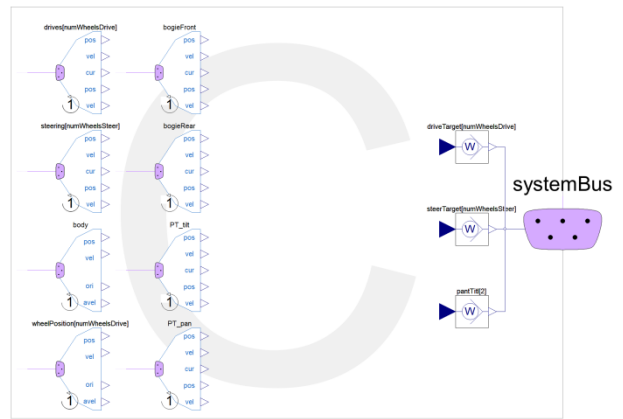 drives[numWheelsDrive]
pos
vel
cur
pos
vel
1
bogieFront
pos
vel
cur
pos
vel
1
steering[numWheelsSteer]
pos
vel
cur
pos
vel
1
bogieRear
pos
vel
cur
pos
vel
1
body
pos
vel
ori
avel
1
PT_tilt
pos
vel
cur
pos
vel
1
wheelPosition[numWheelsDrive]
pos
vel
ori
avel
1
PT_pan
pos
vel
cur
pos
vel
1
C
driveTarget[numWheelsDrive]
W
steerTarget[numWheelsSteer]
W
pantTitl[2]
W
systemBus